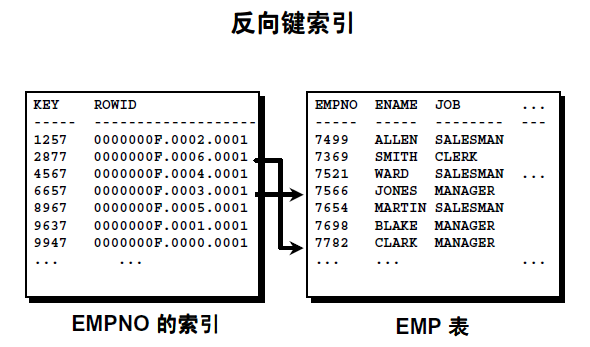 反向键索引
KEY ROWID
----- -------------------
1257 0000000F.0002.0001
2877 0000000F.0006.0001
4567 0000000F.0004.0001
6657 0000000F.0003.0001
8967 0000000F.0005.0001
9637 0000000F.0001.0001
9947 0000000F.0000.0001
... ...
EMPNO ENAME JOB ...
----- ----- -------- ---
7499 ALLEN SALESMAN
7369 SMITH CLERK
7521 WARD SALESMAN ...
7566 JONES MANAGER
7654 MARTIN SALESMAN
7698 BLAKE MANAGER
7782 CLARK MANAGER
... ... ...
EMPNO 的索引
EMP 表